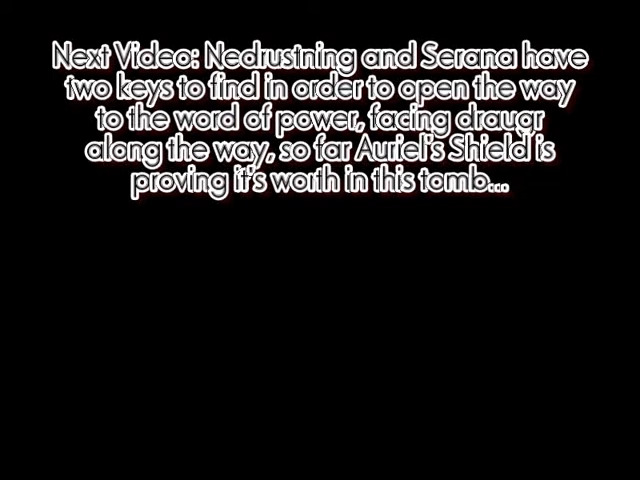 Next Video: Nedrustning and Serana have
two keys to find in order to open the way
to the word of power, facing draugr
along the way, so far Auriel's Shield is
proving it's worth in this tomb...